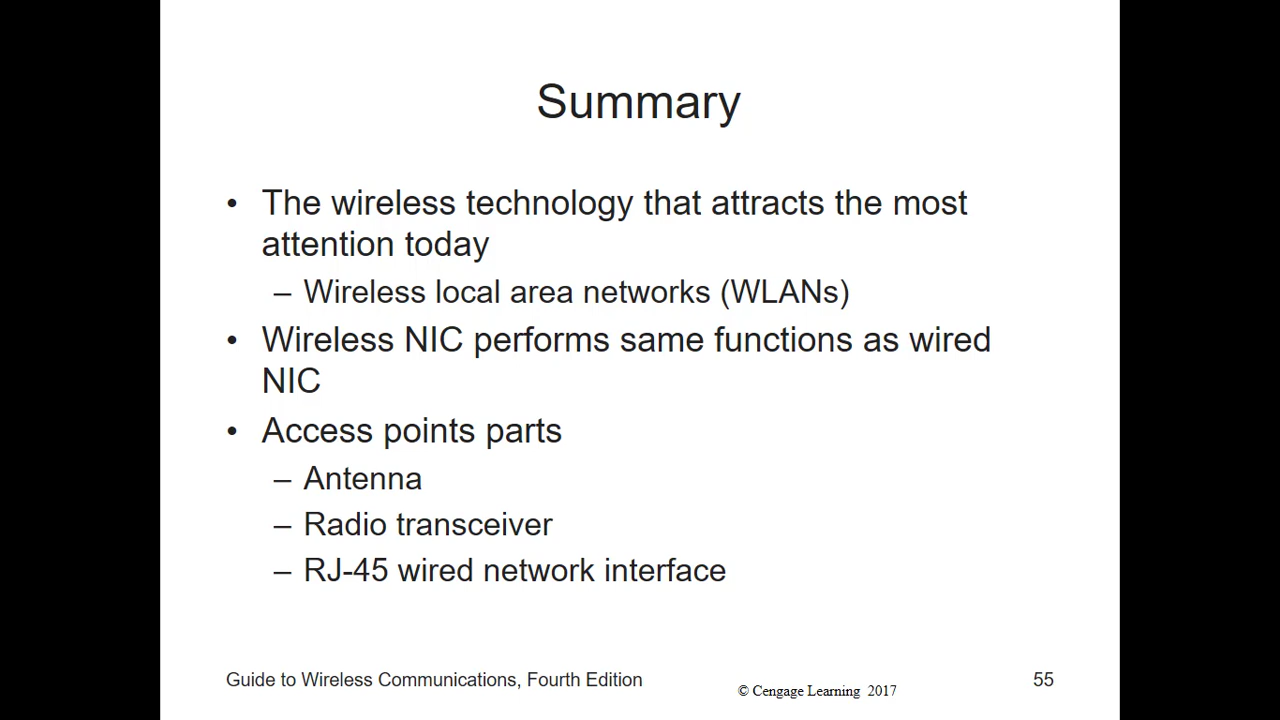 Summary
• The wireless technology that attracts the most
attention today
– Wireless local area networks (WLANs)
• Wireless NIC performs same functions as wired
NIC
• Access points parts
– Antenna
– Radio transceiver
– RJ-45 wired network interface
Guide to Wireless Communications, Fourth Edition
© Cengage Learning 2017
55